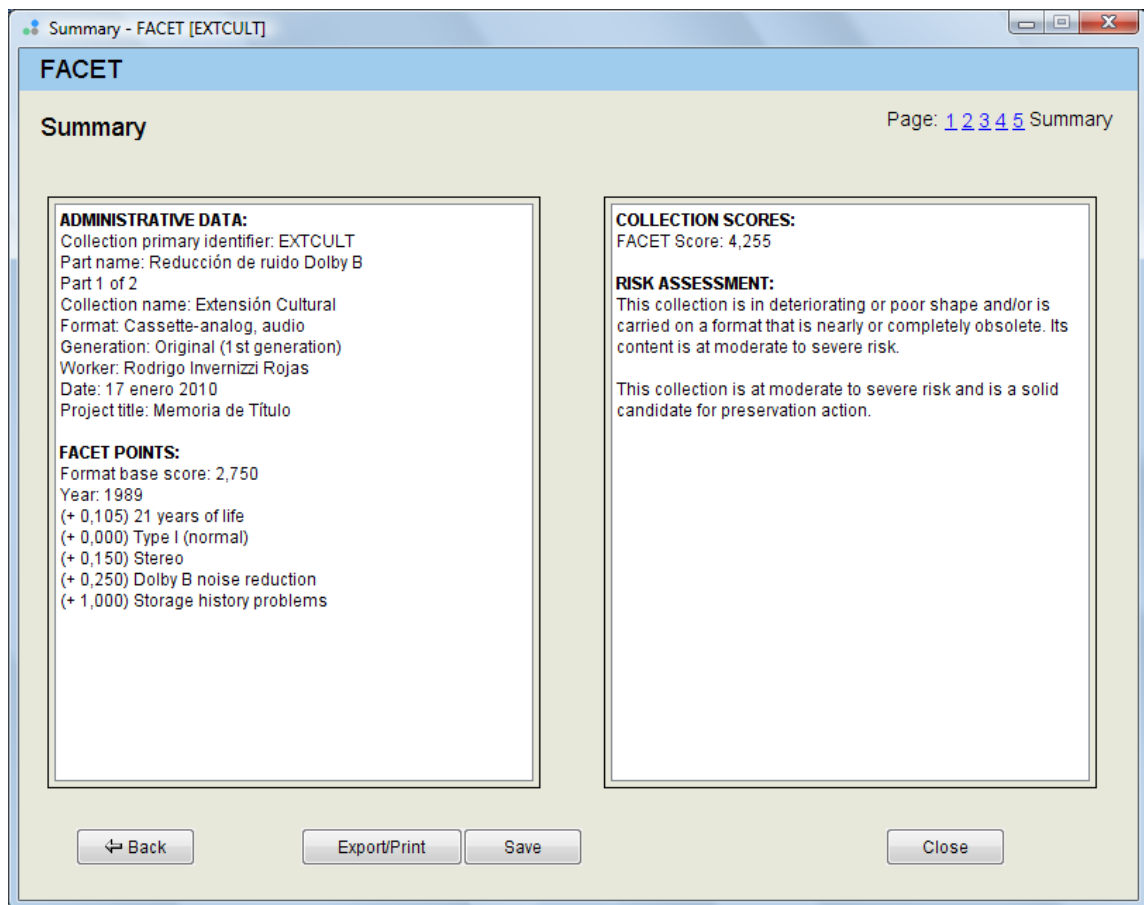 Summary - FACET [EXTCULT]
FACET
Summary
Page: 1 2 3 4 5 Summary
ADMINISTRATIVE DATA:
Collection primary identifier: EXTCULT
Part name: Reducción de ruido Dolby B
Part 1 of 2
Collection name: Extensión Cultural
Format: Cassette-analog, audio
Generation: Original (1st generation)
Worker: Rodrigo Invernizzi Rojas
Date: 17 enero 2010
Project title: Memoria de Título
FACET POINTS:
Format base score: 2,750
Year: 1989
(+ 0,105) 21 years of life
(+ 0,000) Type I (normal)
(+ 0,150) Stereo
(+ 0,250) Dolby B noise reduction
(+ 1,000) Storage history problems
COLLECTION SCORES:
FACET Score: 4,255
RISK ASSESSMENT:
This collection is in deteriorating or poor shape and/or is
carried on a format that is nearly or completely obsolete. Its
content is at moderate to severe risk.
This collection is at moderate to severe risk and is a solid
candidate for preservation action.
Back
Export/Print
Save
Close